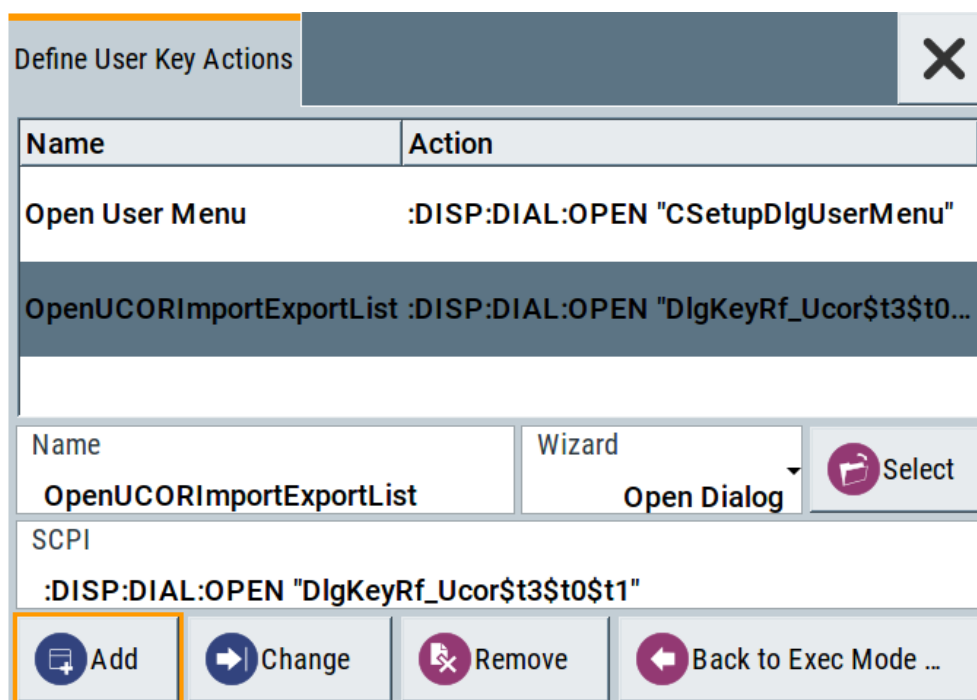 Define User Key Actions
Name Action
Open User Menu :DISP:DIAL:OPEN "CSetupDlgUserMenu"
OpenUCORImportExportList :DISP:DIAL:OPEN "DlgKeyRf_Ucor$t3$t0...
Name Wizard
OpenUCORImportExportList Open Dialog Select
SCPI
:DISP:DIAL:OPEN "DlgKeyRf_Ucor$t3$t0$t1"
Add Change Remove Back to Exec Mode ...